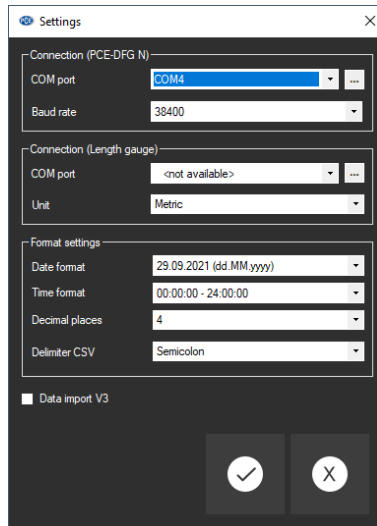 PCE Settings
Connection (PCE-DFG N)
COM port COM4 ...
Baud rate 38400
Connection (Length gauge)
COM port <not available> ...
Unit Metric
Format settings
Date format 29.09.2021 (dd.MM.yyyy)
Time format 00:00:00 - 24:00:00
Decimal places 4
Delimiter CSV Semicolon
Data import V3
X